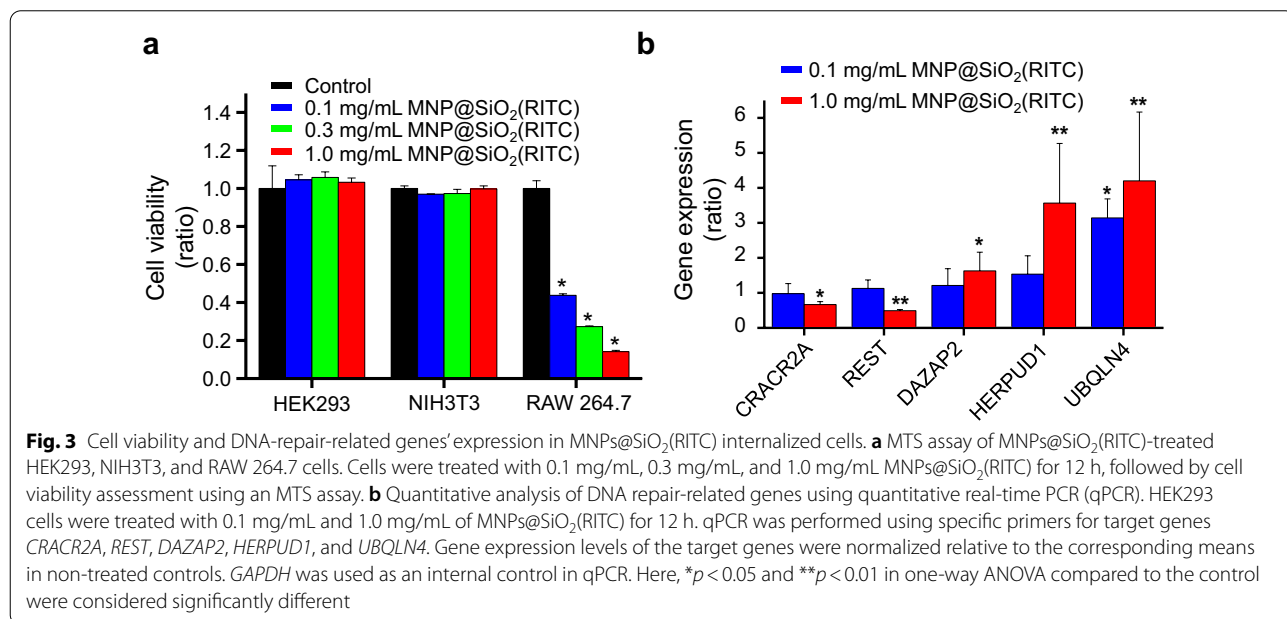 a
Control
0.1 mg/mL MNP@SiO₂(RITC)
0.3 mg/mL MNP@SiO₂(RITC)
1.0 mg/mL MNP@SiO₂(RITC)
Cell viability
(ratio)
1.4
1.2
1.0
0.8
0.6
0.4
0.2
0.0
*
*
*
HEK293
NIH3T3
RAW 264.7
b
0.1 mg/mL MNP@SiO₂(RITC)
1.0 mg/mL MNP@SiO₂(RITC)
Gene expression
(ratio)
6
5
4
3
2
1
0
*
**
*
**
*
**
CRACR2A
REST
DAZAP2
HERPUD1
UBQLN4
Fig. 3 Cell viability and DNA-repair-related genes’ expression in MNPs@SiO₂(RITC) internalized cells. a MTS assay of MNPs@SiO₂(RITC)-treated
HEK293, NIH3T3, and RAW 264.7 cells. Cells were treated with 0.1 mg/mL, 0.3 mg/mL, and 1.0 mg/mL MNPs@SiO₂(RITC) for 12 h, followed by cell
viability assessment using an MTS assay. b Quantitative analysis of DNA repair-related genes using quantitative real-time PCR (qPCR). HEK293
cells were treated with 0.1 mg/mL and 1.0 mg/mL of MNPs@SiO₂(RITC) for 12 h. qPCR was performed using specific primers for target genes
CRACR2A, REST, DAZAP2, HERPUD1, and UBQLN4. Gene expression levels of the target genes were normalized relative to the corresponding means
in non-treated controls. GAPDH was used as an internal control in qPCR. Here, *p < 0.05 and **p < 0.01 in one-way ANOVA compared to the control
were considered significantly different